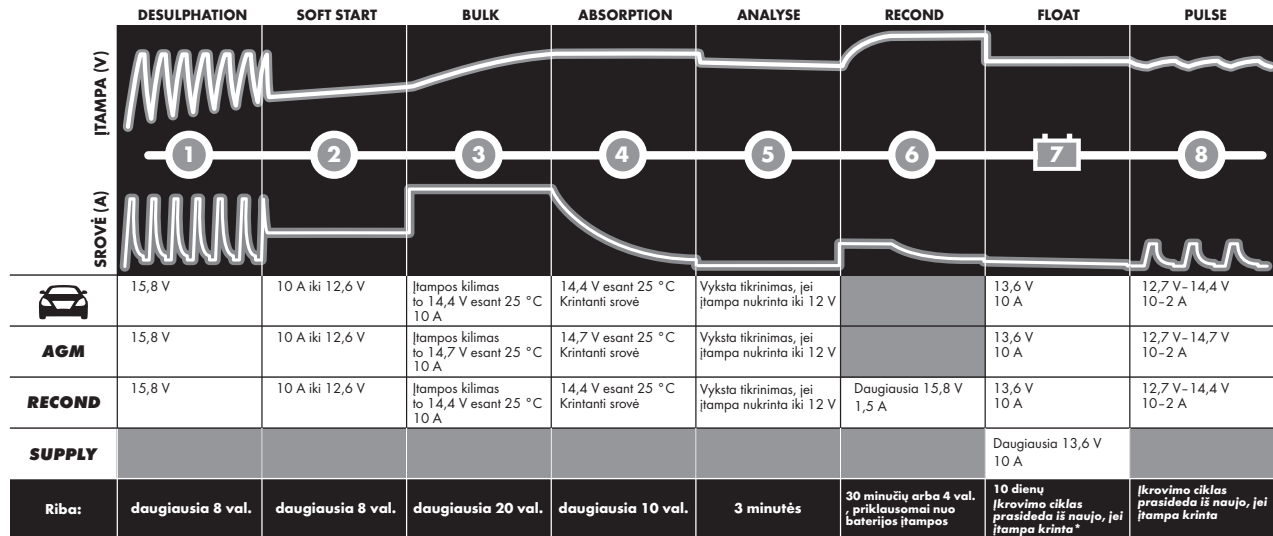 DESULPHATION SOFT START BULK ABSORPTION ANALYSE RECOND FLOAT PULSE
ĮTAMPA (V)
1 2 3 4 5 6 7 8
SROVĖ (A)
15,8 V
10 A iki 12,6 V
Įtampos kilimas
to 14,4 V esant 25 °C
10 A
14,4 V esant 25 °C
Krintanti srovė
Vyksta tikrinimas, jei
įtampa nukrinta iki 12 V
13,6 V
10 A
12,7 V–14,4 V
10–2 A
AGM
15,8 V
10 A iki 12,6 V
Įtampos kilimas
to 14,7 V esant 25 °C
10 A
14,7 V esant 25 °C
Krintanti srovė
Vyksta tikrinimas, jei
įtampa nukrinta iki 12 V
13,6 V
10 A
12,7 V–14,7 V
10–2 A
RECOND
15,8 V
10 A iki 12,6 V
Įtampos kilimas
to 14,4 V esant 25 °C
10 A
14,4 V esant 25 °C
Krintanti srovė
Vyksta tikrinimas, jei
įtampa nukrinta iki 12 V
Daugiausia 15,8 V
1,5 A
13,6 V
10 A
12,7 V–14,4 V
10–2 A
SUPPLY
Daugiausia 13,6 V
10 A
Riba:
daugiausia 8 val.
daugiausia 8 val.
daugiausia 20 val.
daugiausia 10 val.
3 minutės
30 minučių arba 4 val.
, priklausomai nuo
baterijos įtampos
10 dienų
Įkrovimo ciklas
prasideda iš naujo, jei
įtampa krinta*
Įkrovimo ciklas
prasideda iš naujo, jei
įtampa krinta